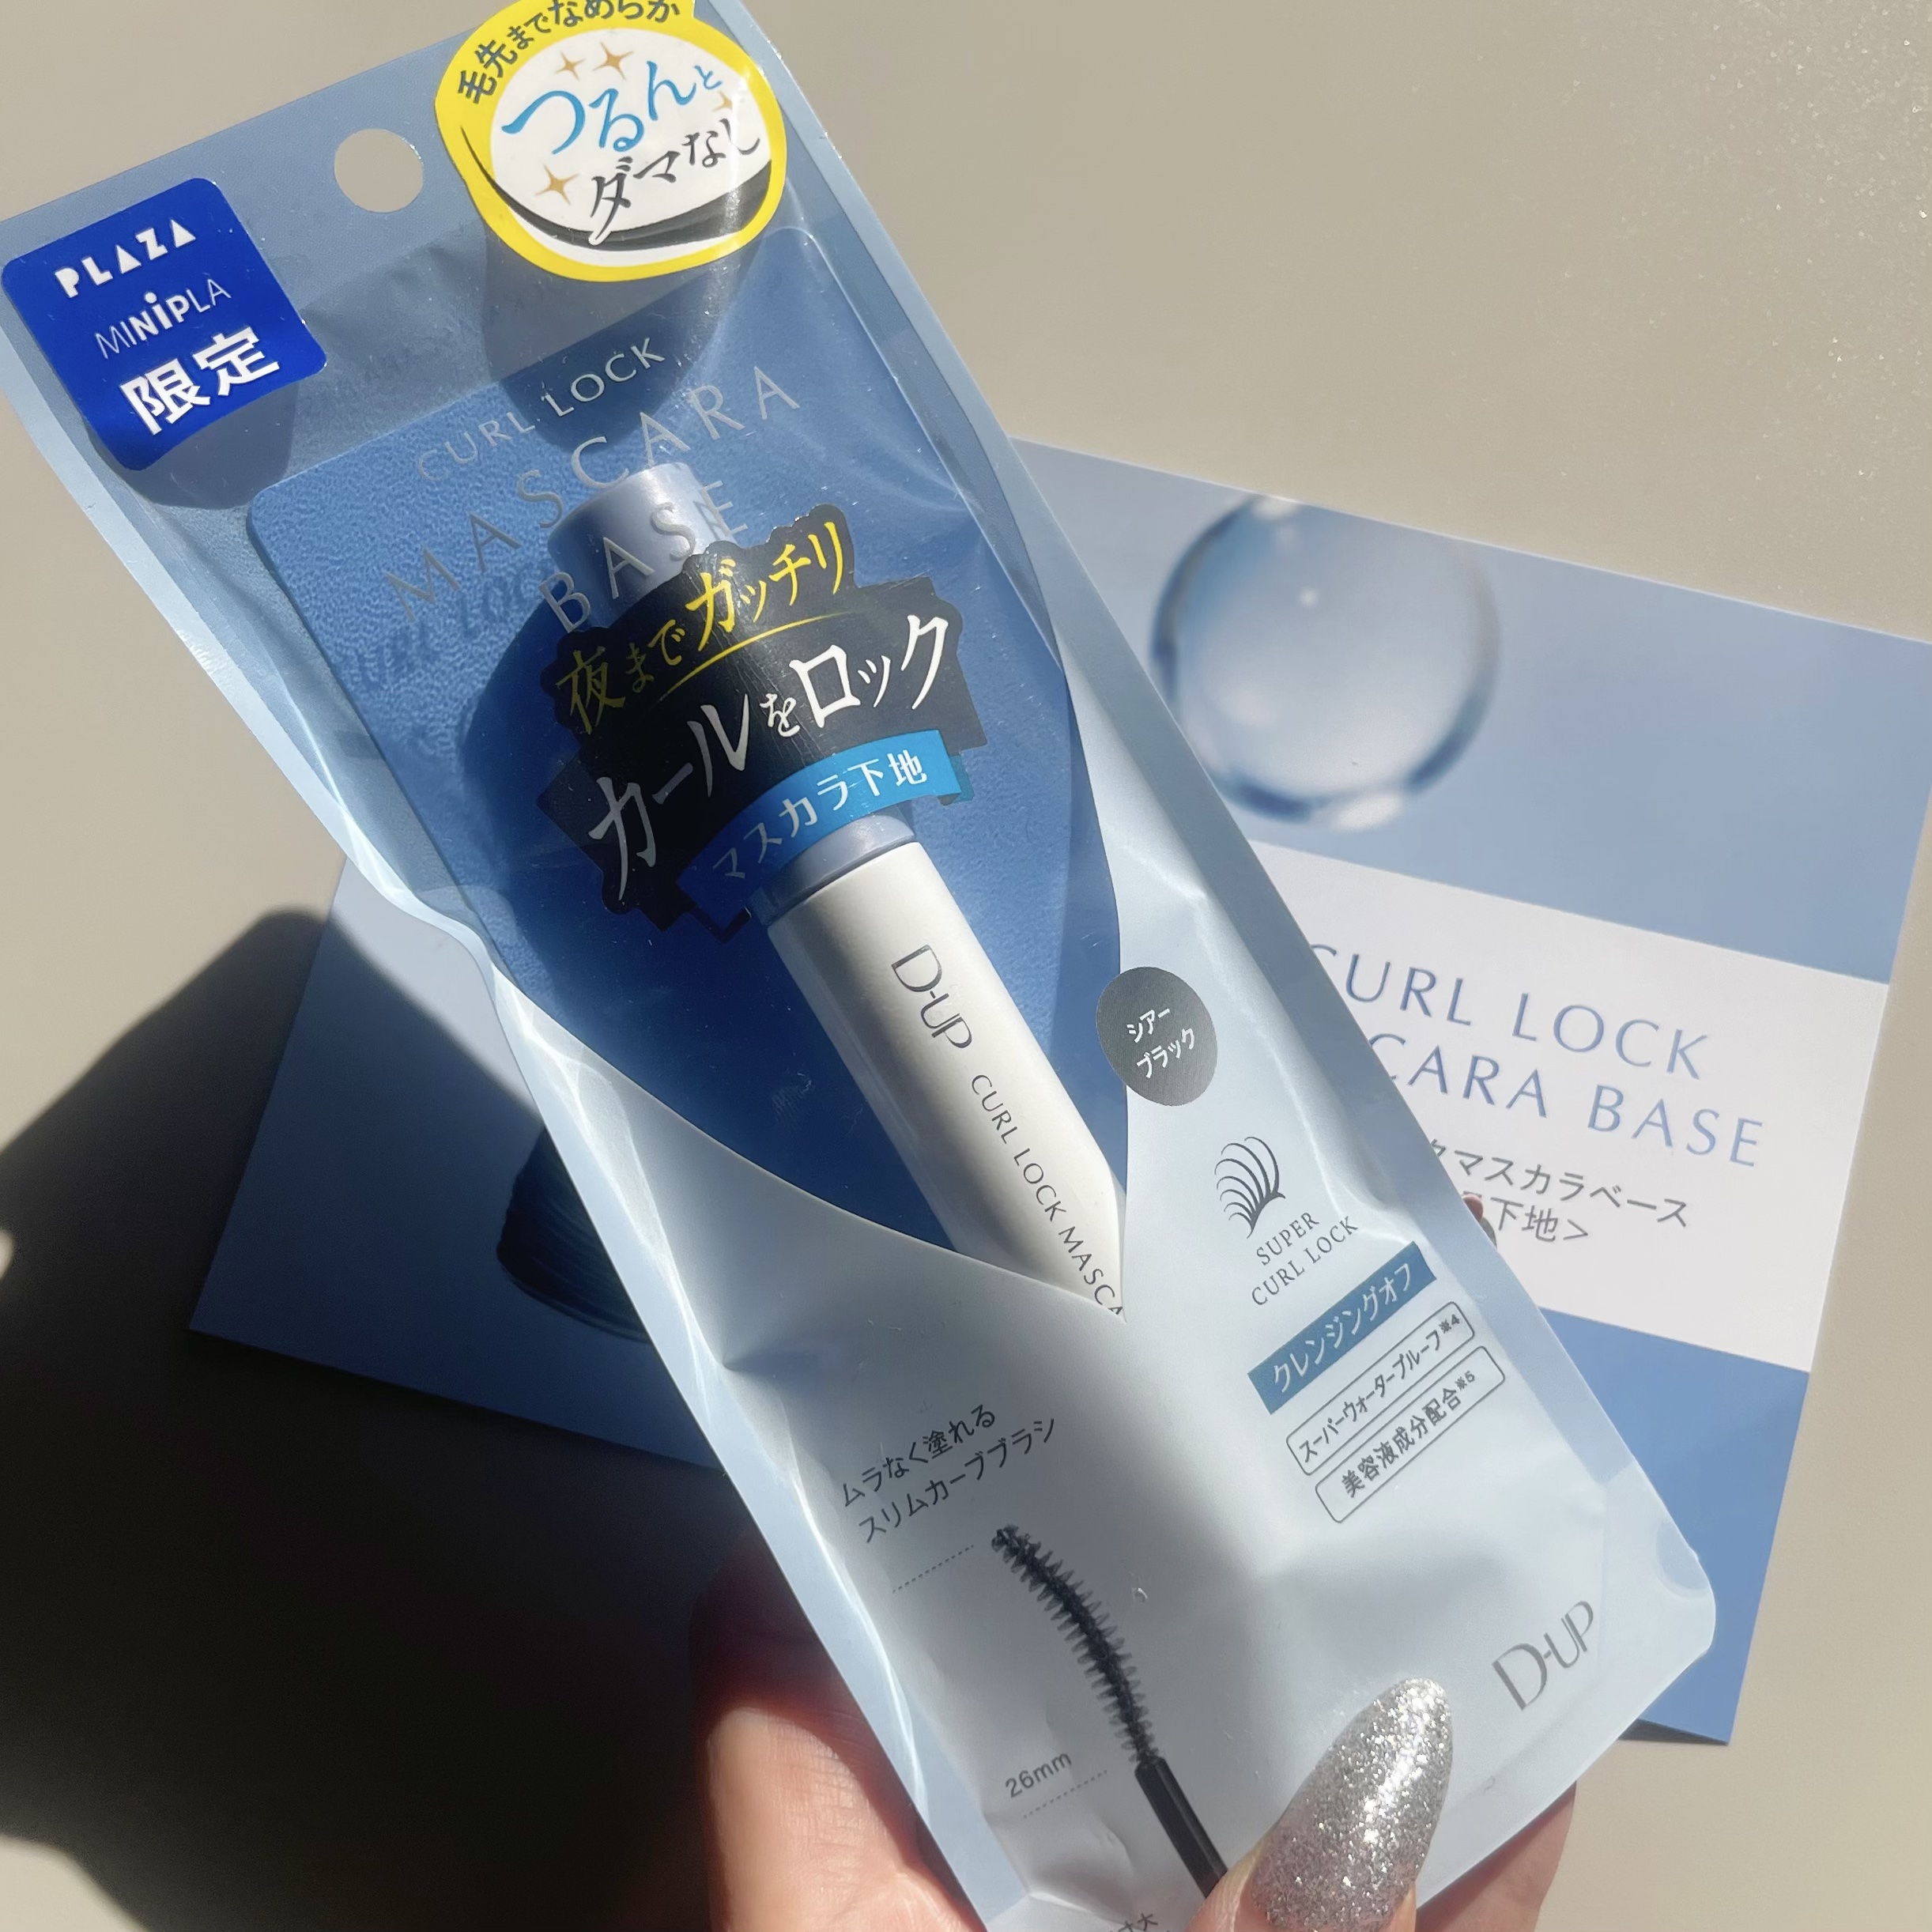 毛先までなめらか
つるんと
ダマなし
PLAZA
MINiPLA
限定
CURL LOCK
MASCARA
BASE
夜までガッチリ
カールをロック
マスカラ下地
D-UP CURL LOCK MASCA
シアー
ブラック
SUPER
CURL LOCK
クレンジングオフ
スーパーウォータープルーフ※4
美容液成分配合※5
ムラなく塗れる
スリムカーブブラシ
26mm
D-UP
CURL LOCK
CARA BASE
マスカラベース
下地＞